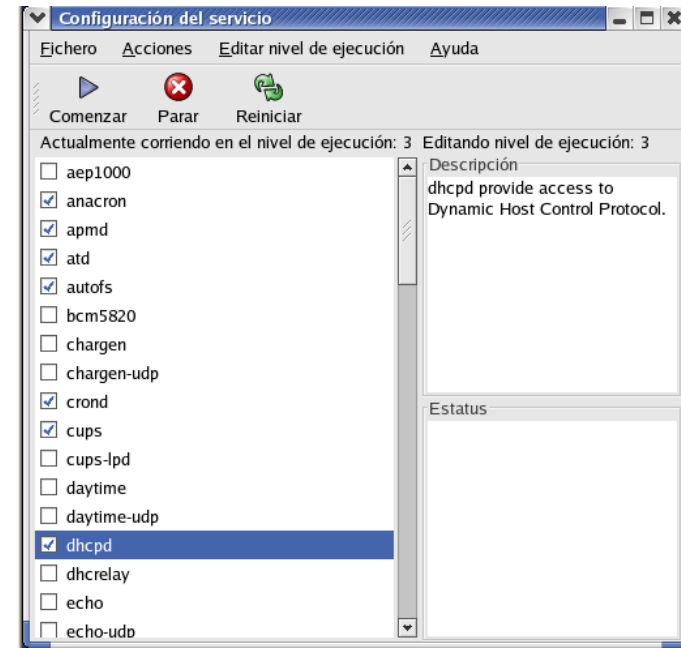 Configuración del servicio
Fichero Acciones Editar nivel de ejecución Ayuda
Comenzar Parar Reiniciar
Actualmente corriendo en el nivel de ejecución: 3 Editando nivel de ejecución: 3
aep1000
anacron
apmd
atd
autofs
bcm5820
chargen
chargen-udp
crond
cups
cups-lpd
daytime
daytime-udp
dhcpd
dhcrelay
echo
echo-udp
Descripción
dhcpd provide access to
Dynamic Host Control Protocol.
Estatus